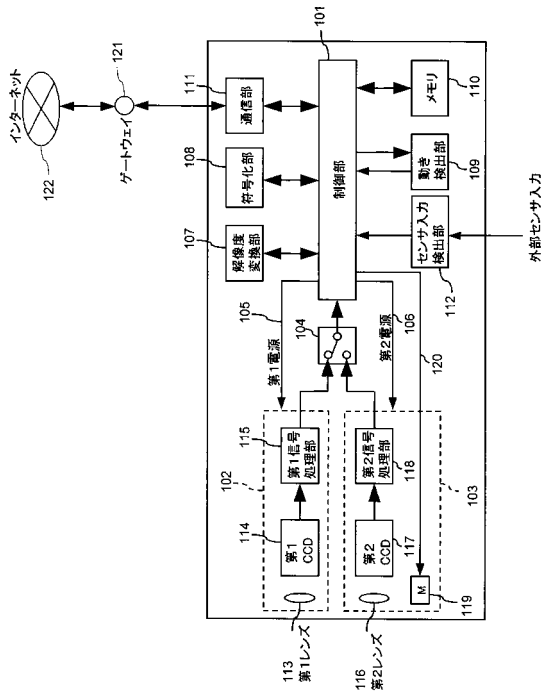 インターネット
122
ゲートウェイ
121
101
111
通信部
108
符号化部
107
解像度
変換部
制御部
メモリ
110
動き
検出部
109
センサ入力
検出部
112
外部センサ入力
105
第1電源
104
106
第2電源
120
102
115
第1信号
処理部
114
第1
CCD
113
第1レンズ
第2信号
処理部
118
103
第2
CCD
117
116
第2レンズ
M
119